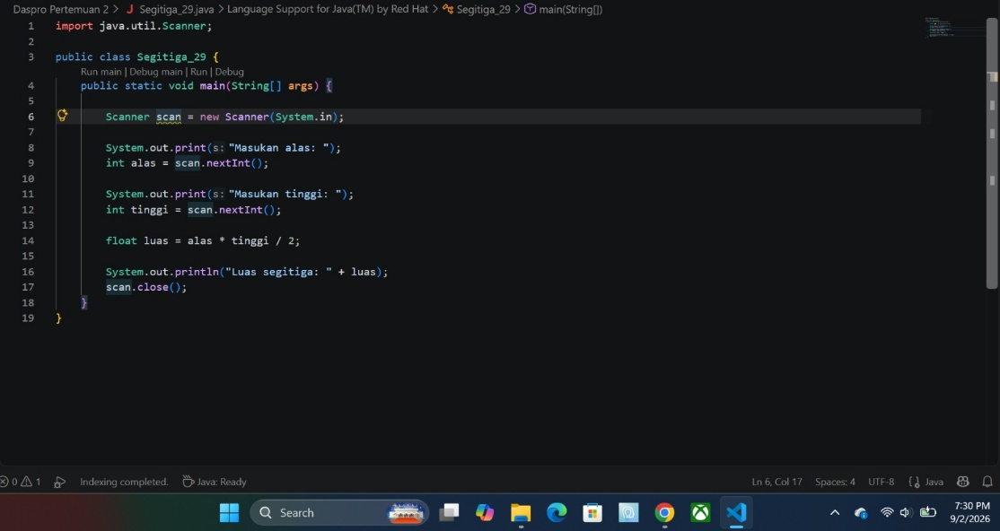 Daspro Pertemuan 2 > J Segitiga_29.java > Language Support for Java(TM) by Red Hat > Segitiga_29 > main(String[])
1 import java.util.Scanner;
2
3 public class Segitiga_29 {
Run main | Debug main | Run | Debug
4 public static void main(String[] args) {
5
6 Scanner scan = new Scanner(System.in);
7
8 System.out.print(s: "Masukan alas: ");
9 int alas = scan.nextInt();
10
11 System.out.print(s: "Masukan tinggi: ");
12 int tinggi = scan.nextInt();
13
14 float luas = alas * tinggi / 2;
15
16 System.out.println("Luas segitiga: " + luas);
17 scan.close();
18 }
19 }
0 1 Indexing completed. Java: Ready Ln 6, Col 17 Spaces: 4 UTF-8 {} Java
Search
7:30 PM
9/2/2026